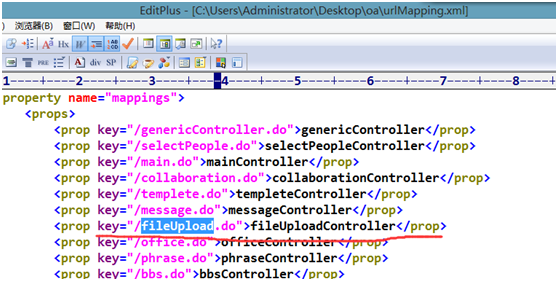 EditPlus - [C:\Users\Administrator\Desktop\oa\urlMapping.xml]
浏览器(B) 窗口(W) 帮助(H)
Hx W
PRE A div SP
1 2 3 4 5 6 7 8
property name="mappings">
<props>
<prop key="/genericController.do">genericController</prop>
<prop key="/selectPeople.do">selectPeopleController</prop>
<prop key="/main.do">mainController</prop>
<prop key="/collaboration.do">collaborationController</prop>
<prop key="/templete.do">templeteController</prop>
<prop key="/message.do">messageController</prop>
<prop key="/fileUpload.do">fileUploadController</prop>
<prop key="/office.do">officeController</prop>
<prop key="/phrase.do">phraseController</prop>
<prop key="/bbs.do">bbsController</prop>